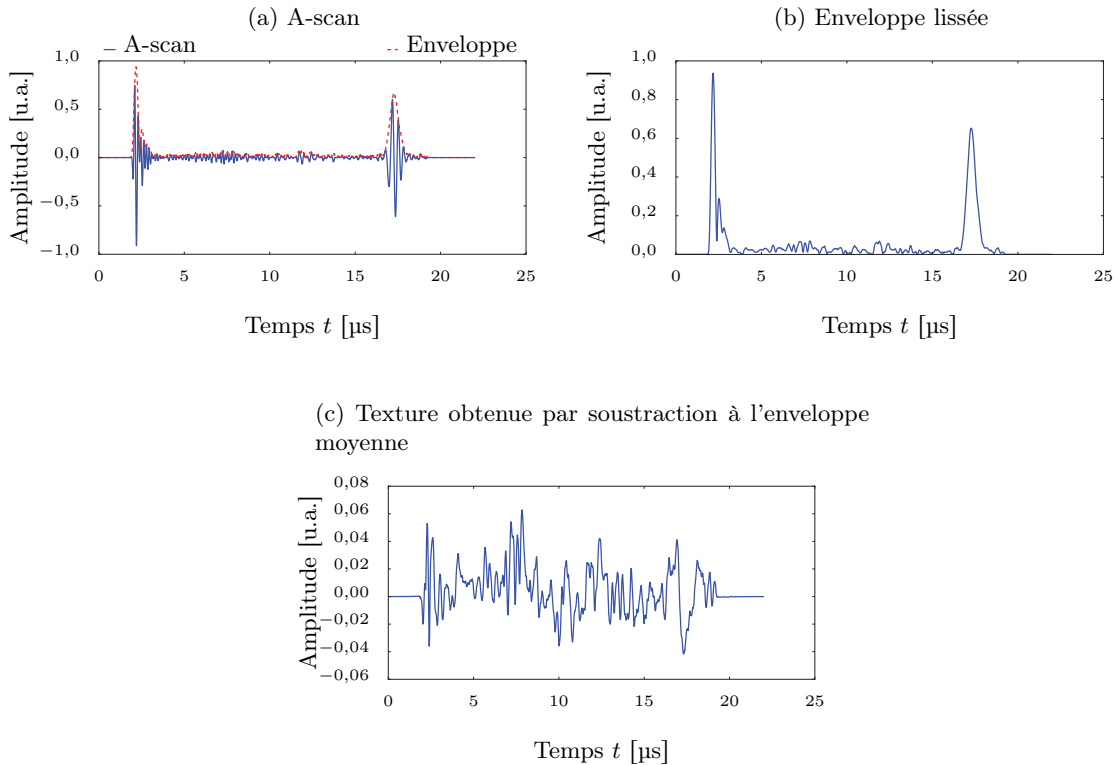 (a) A-scan
A-scan
Enveloppe
1,0
0,5
0,0
−0,5
−1,0
Amplitude [u.a.]
0 5 10 15 20 25
Temps t [µs]
(b) Enveloppe lissée
1,0
0,8
0,6
0,4
0,2
0,0
Amplitude [u.a.]
0 5 10 15 20 25
Temps t [µs]
(c) Texture obtenue par soustraction à l'enveloppe
moyenne
0,08
0,06
0,04
0,02
0,00
−0,02
−0,04
−0,06
Amplitude [u.a.]
0 5 10 15 20 25
Temps t [µs]